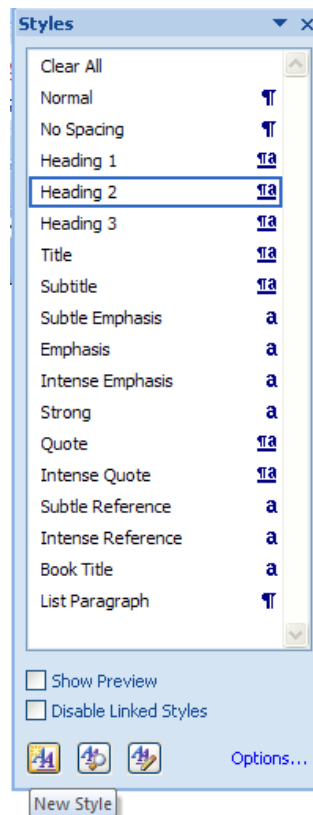 Styles
Clear All
Normal ¶
No Spacing ¶
Heading 1 ¶a
Heading 2 ¶a
Heading 3 ¶a
Title ¶a
Subtitle ¶a
Subtle Emphasis a
Emphasis a
Intense Emphasis a
Strong a
Quote ¶a
Intense Quote ¶a
Subtle Reference a
Intense Reference a
Book Title a
List Paragraph ¶
Show Preview
Disable Linked Styles
Options...
New Style